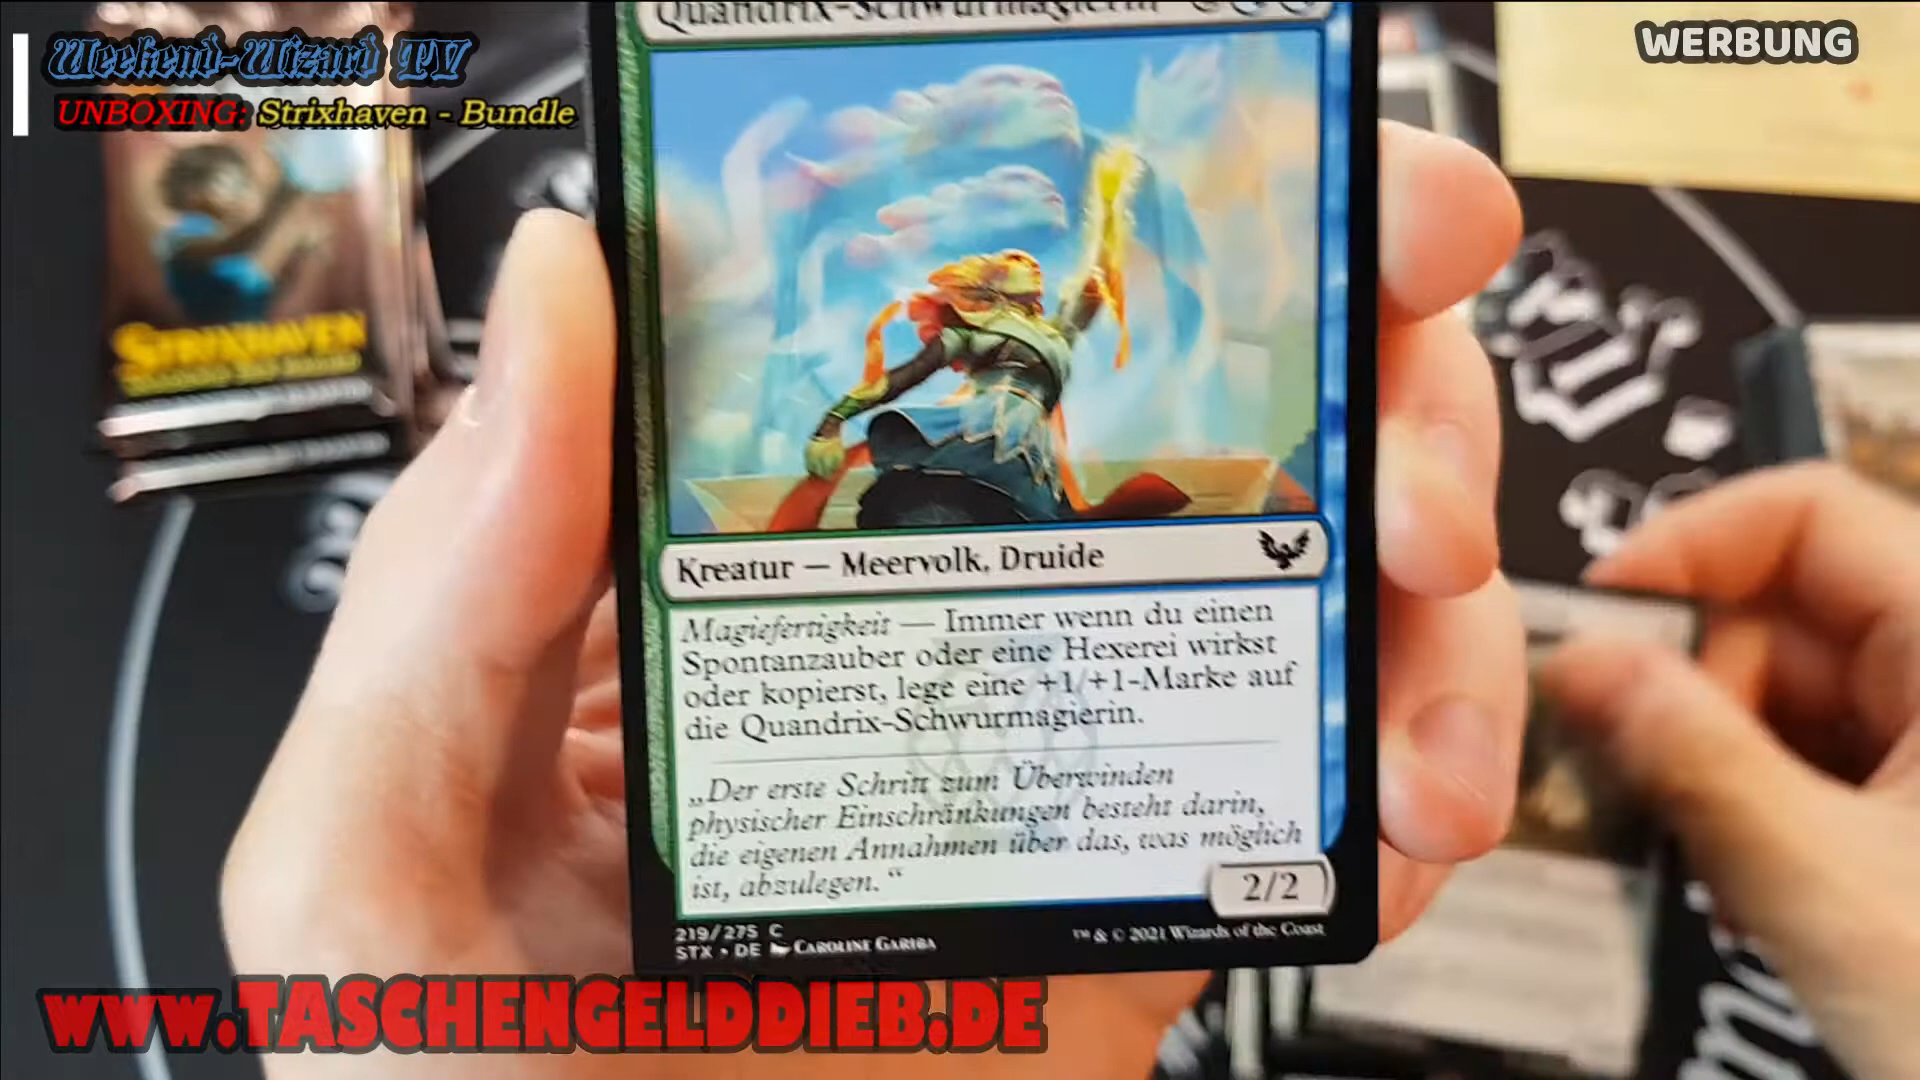 Weekend-Wizard TV
UNBOXING: Strixhaven - Bundle
WERBUNG
Quandrix-Schwurmagierin
STRIXHAVEN
Kreatur — Meervolk, Druide
Magiefertigkeit — Immer wenn du einen
Spontanzauber oder eine Hexerei wirkst
oder kopierst, lege eine +1/+1-Marke auf
die Quandrix-Schwurmagierin.
„Der erste Schritt zum Überwinden
physischer Einschränkungen besteht darin,
die eigenen Annahmen über das, was möglich
ist, abzulegen.“
2/2
219/275 C
STX • DE CAROLINE GARIBA
™ & © 2021 Wizards of the Coast
www.TASCHENGELDDIEB.DE